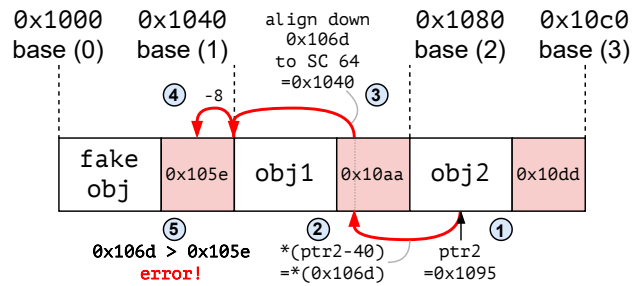 0x1000
base (0)
0x1040
base (1)
align down
0x106d
to SC 64
=0x1040
0x1080
base (2)
0x10c0
base (3)
4
-8
3
fake
obj
0x105e
obj1
0x10aa
obj2
0x10dd
5
2
1
0x106d > 0x105e
error!
*(ptr2-40)
=*(0x106d)
ptr2
=0x1095